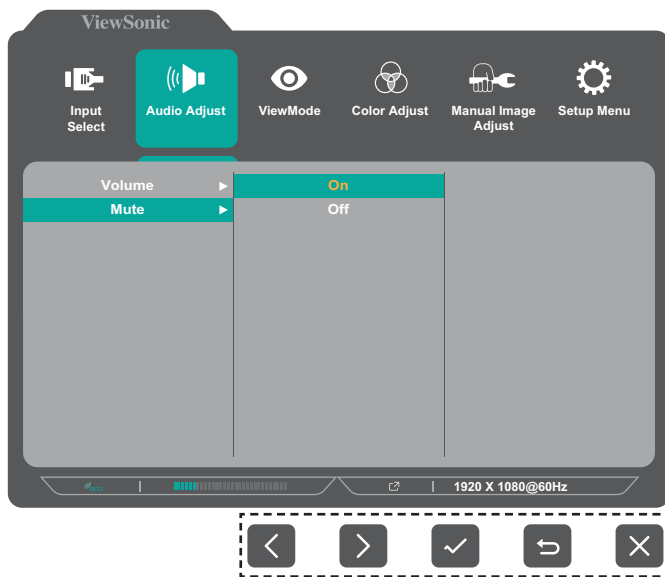 ViewSonic
Input
Select
Audio Adjust
ViewMode
Color Adjust
Manual Image
Adjust
Setup Menu
Volume
On
Mute
Off
1920 X 1080@60Hz